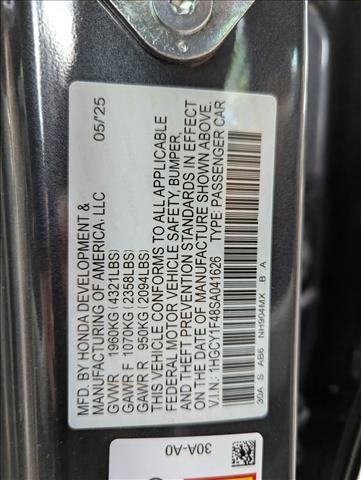 MFD. BY HONDA DEVELOPMENT & 05/'25
MANUFACTURING OF AMERICA, LLC
GVWR 1960KG(4321LBS)
GAWR F 1070KG(2358LBS)
GAWR R 950KG(2094LBS)
THIS VEHICLE CONFORMS TO ALL APPLICABLE
FEDERAL MOTOR VEHICLE SAFETY, BUMPER,
AND THEFT PREVENTION STANDARDS IN EFFECT
ON THE DATE OF MANUFACTURE SHOWN ABOVE.
V.I.N.: 1HGCY1F48SA041626 TYPE: PASSENGER CAR
30A S AB6 NH904MX B A
30A-A0